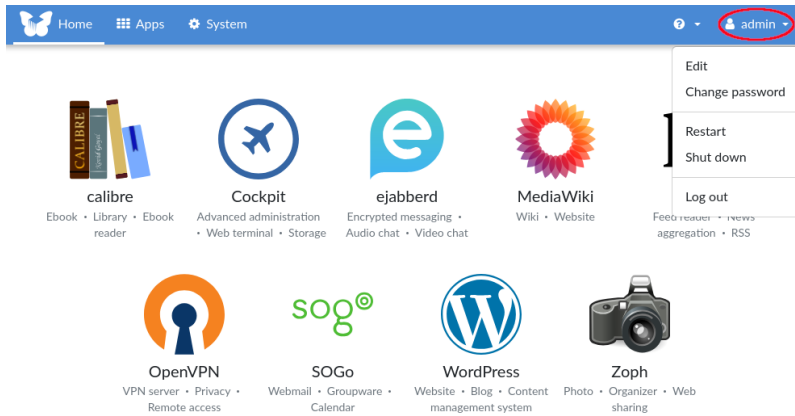 Home Apps System ? admin
Edit
Change password
Restart
Shut down
Log out
CALIBRE
calibre
Ebook • Library • Ebook
reader
Cockpit
Advanced administration
• Web terminal • Storage
ejabberd
Encrypted messaging •
Audio chat • Video chat
MediaWiki
Wiki • Website
Feed reader • News
aggregation • RSS
OpenVPN
VPN server • Privacy •
Remote access
sogo
SOGo
Webmail • Groupware •
Calendar
W
WordPress
Website • Blog • Content
management system
Zoph
Photo • Organizer • Web
sharing